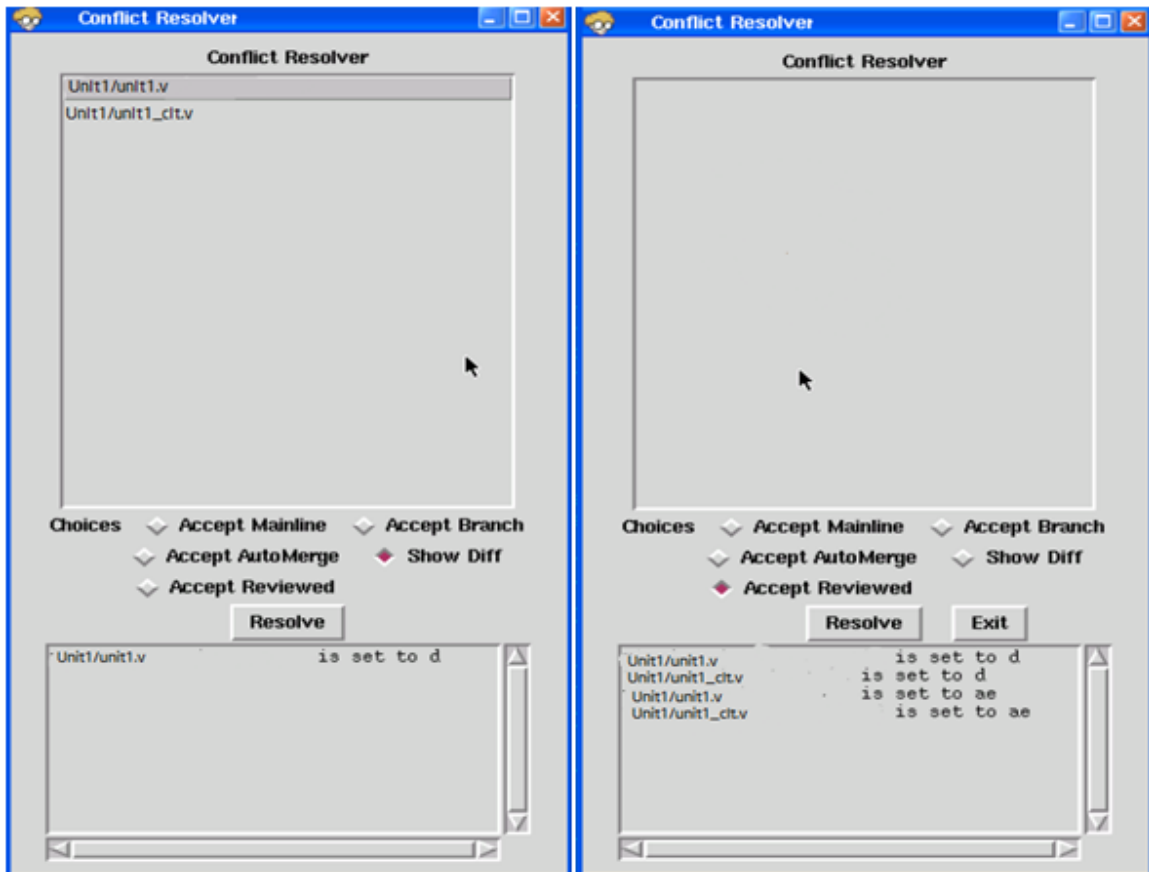 Conflict Resolver
Conflict Resolver
Unit1/unit1.v
Unit1/unit1_clt.v
Choices Accept Mainline Accept Branch
Accept AutoMerge Show Diff
Accept Reviewed
Resolve
Unit1/unit1.v is set to d
Conflict Resolver
Conflict Resolver
Choices Accept Mainline Accept Branch
Accept AutoMerge Show Diff
Accept Reviewed
Resolve Exit
Unit1/unit1.v is set to d
Unit1/unit1_clt.v is set to d
Unit1/unit1.v is set to ae
Unit1/unit1_clt.v is set to ae